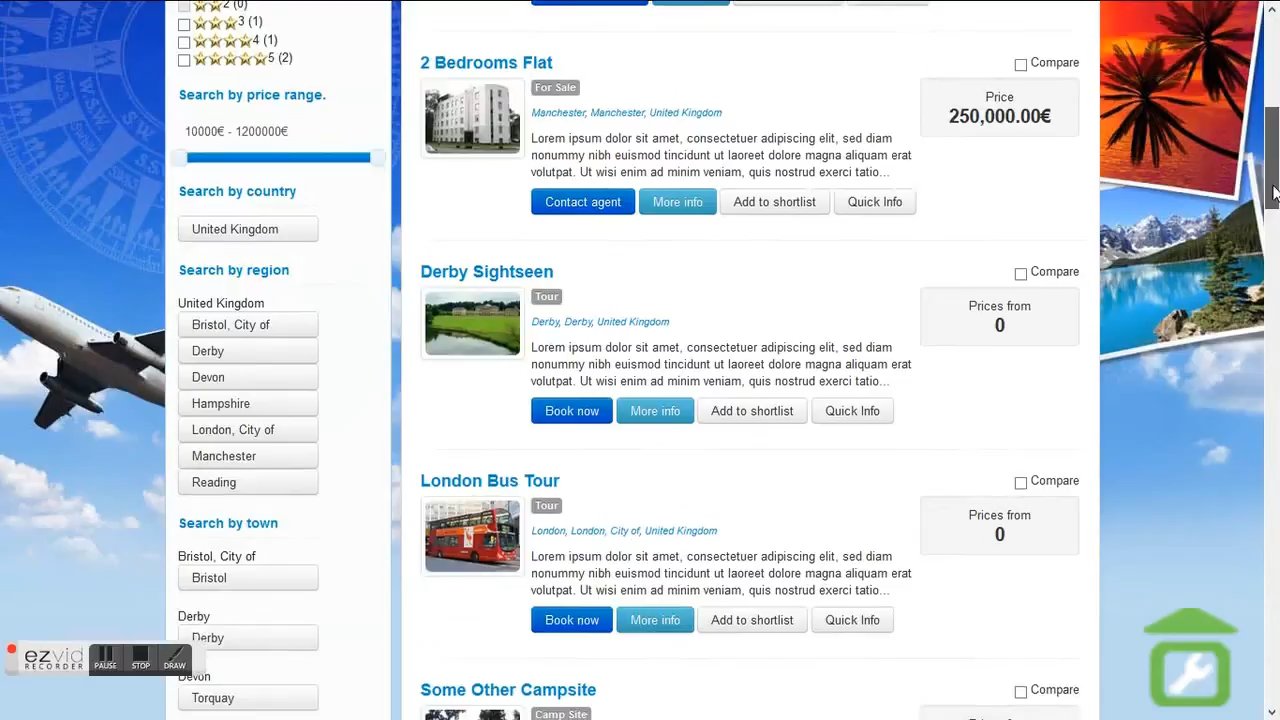 2 (0)
3 (1)
4 (1)
5 (2)
Search by price range.
10000€ - 1200000€
Search by country
United Kingdom
Search by region
United Kingdom
Bristol, City of
Derby
Devon
Hampshire
London, City of
Manchester
Reading
Search by town
Bristol, City of
Bristol
Derby
Derby
Devon
Torquay
2 Bedrooms Flat
Compare
For Sale
Manchester, Manchester, United Kingdom
Lorem ipsum dolor sit amet, consectetuer adipiscing elit, sed diam
nonummy nibh euismod tincidunt ut laoreet dolore magna aliquam erat
volutpat. Ut wisi enim ad minim veniam, quis nostrud exerci tatio...
Price
250,000.00€
Contact agent More info Add to shortlist Quick Info
Derby Sightseen
Compare
Tour
Derby, Derby, United Kingdom
Lorem ipsum dolor sit amet, consectetuer adipiscing elit, sed diam
nonummy nibh euismod tincidunt ut laoreet dolore magna aliquam erat
volutpat. Ut wisi enim ad minim veniam, quis nostrud exerci tatio...
Prices from
0
Book now More info Add to shortlist Quick Info
London Bus Tour
Compare
Tour
London, London, City of, United Kingdom
Lorem ipsum dolor sit amet, consectetuer adipiscing elit, sed diam
nonummy nibh euismod tincidunt ut laoreet dolore magna aliquam erat
volutpat. Ut wisi enim ad minim veniam, quis nostrud exerci tatio...
Prices from
0
Book now More info Add to shortlist Quick Info
Some Other Campsite
Compare
Camp Site
ezvid
RECORDER
PAUSE STOP DRAW